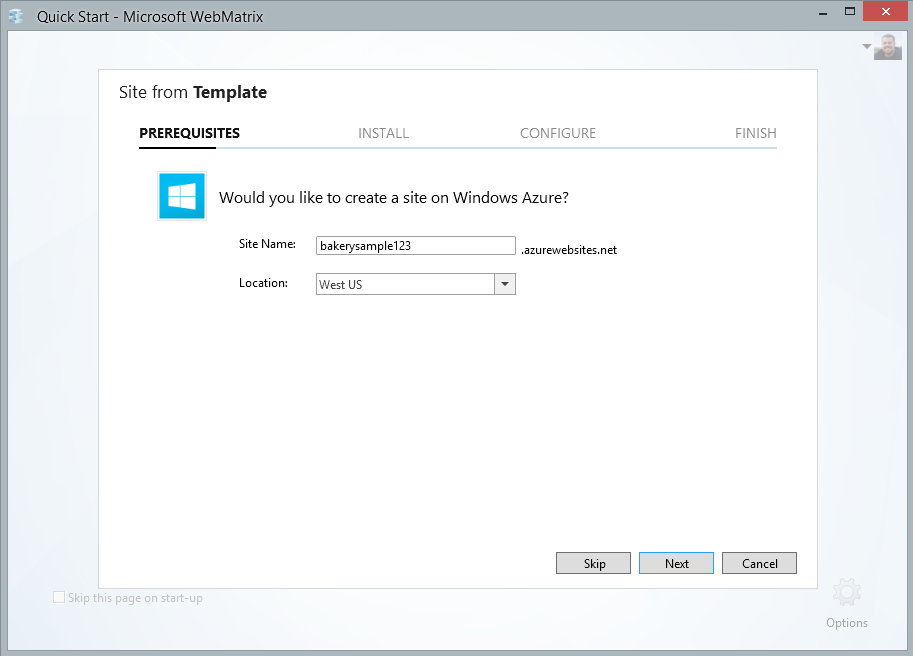 Quick Start - Microsoft WebMatrix
Site from Template
PREREQUISITES INSTALL CONFIGURE FINISH
Would you like to create a site on Windows Azure?
Site Name: bakerysample123 .azurewebsites.net
Location: West US
Skip Next Cancel
Skip this page on start-up
Options